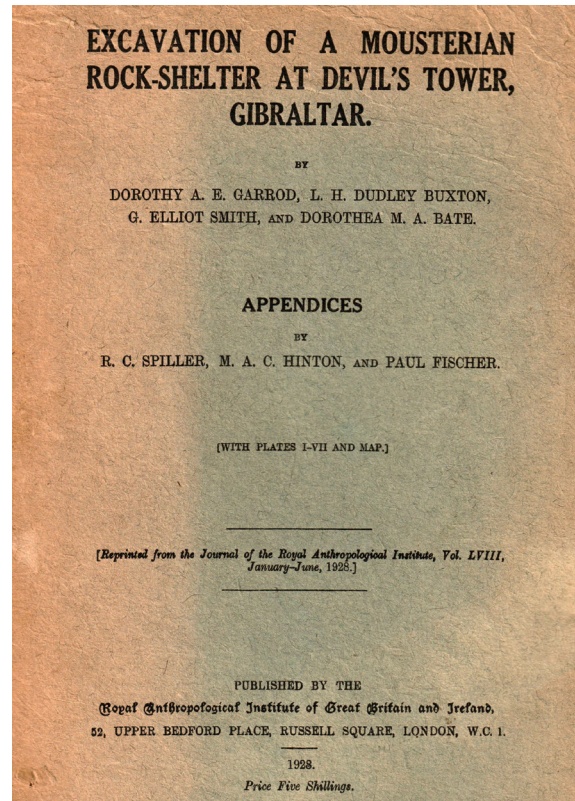 EXCAVATION OF A MOUSTERIAN
ROCK-SHELTER AT DEVIL'S TOWER,
GIBRALTAR.
BY
DOROTHY A. E. GARROD, L. H. DUDLEY BUXTON,
G. ELLIOT SMITH, AND DOROTHEA M. A. BATE.
APPENDICES
BY
R. C. SPILLER, M. A. C. HINTON, AND PAUL FISCHER.
[WITH PLATES I-VII AND MAP.]
[Reprinted from the Journal of the Royal Anthropological Institute, Vol. LVIII,
January-June, 1928.]
PUBLISHED BY THE
Royal Anthropological Institute of Great Britain and Ireland,
52, UPPER BEDFORD PLACE, RUSSELL SQUARE, LONDON, W.C. 1.
1928.
Price Five Shillings.